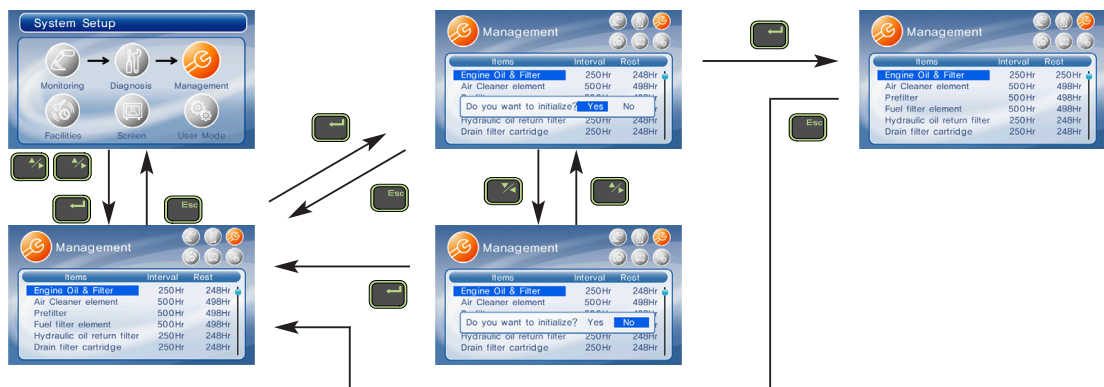 System Setup
Monitoring Diagnosis Management
Facilities Screen User Mode
Esc
Management
Items Interval Rest
Engine Oil & Filter 250Hr 248Hr
Air Cleaner element 500Hr 498Hr
Prefilter 500Hr 498Hr
Fuel filter element 500Hr 498Hr
Hydraulic oil return filter 250Hr 248Hr
Drain filter cartridge 250Hr 248Hr
Management
Items Interval Rest
Engine Oil & Filter 250Hr 248Hr
Air Cleaner element 500Hr 498Hr
Do you want to initialize? Yes No
Hydraulic oil return filter 250Hr 248Hr
Drain filter cartridge 250Hr 248Hr
Esc
Management
Items Interval Rest
Engine Oil & Filter 250Hr 248Hr
Air Cleaner element 500Hr 498Hr
Do you want to initialize? Yes No
Hydraulic oil return filter 250Hr 248Hr
Drain filter cartridge 250Hr 248Hr
Management
Items Interval Rest
Engine Oil & Filter 250Hr 250Hr
Air Cleaner element 500Hr 498Hr
Prefilter 500Hr 498Hr
Fuel filter element 500Hr 498Hr
Hydraulic oil return filter 250Hr 248Hr
Drain filter cartridge 250Hr 248Hr
Esc